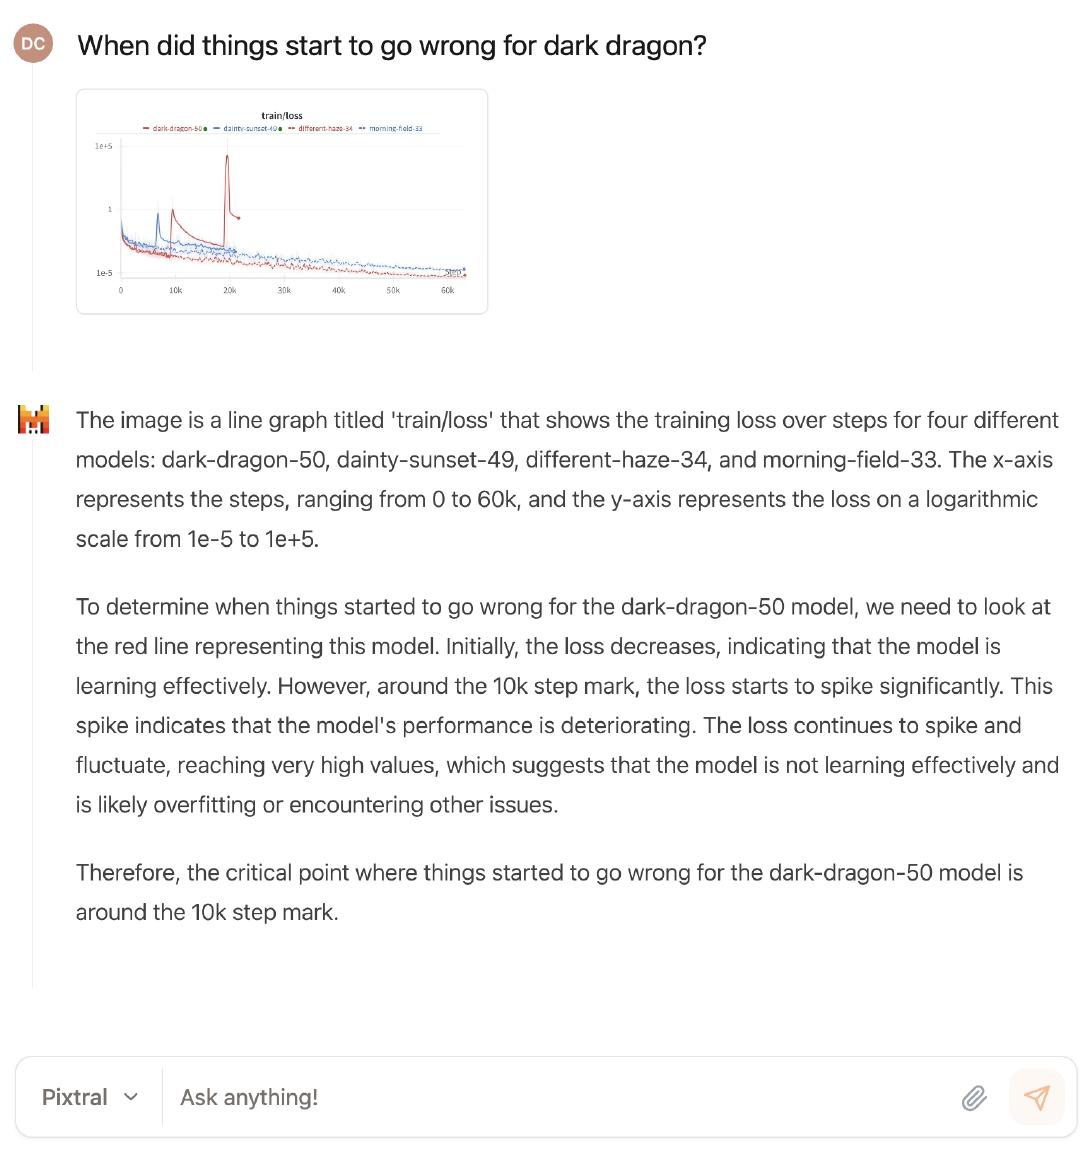 DC
When did things start to go wrong for dark dragon?
train/loss
dark-dragon-50 dainty-sunset-49 different-haze-34 morning-field-33
1e+5
1
1e-5
0 10k 20k 30k 40k 50k 60k
The image is a line graph titled 'train/loss' that shows the training loss over steps for four different
models: dark-dragon-50, dainty-sunset-49, different-haze-34, and morning-field-33. The x-axis
represents the steps, ranging from 0 to 60k, and the y-axis represents the loss on a logarithmic
scale from 1e-5 to 1e+5.
To determine when things started to go wrong for the dark-dragon-50 model, we need to look at
the red line representing this model. Initially, the loss decreases, indicating that the model is
learning effectively. However, around the 10k step mark, the loss starts to spike significantly. This
spike indicates that the model's performance is deteriorating. The loss continues to spike and
fluctuate, reaching very high values, which suggests that the model is not learning effectively and
is likely overfitting or encountering other issues.
Therefore, the critical point where things started to go wrong for the dark-dragon-50 model is
around the 10k step mark.
Pixtral Ask anything!